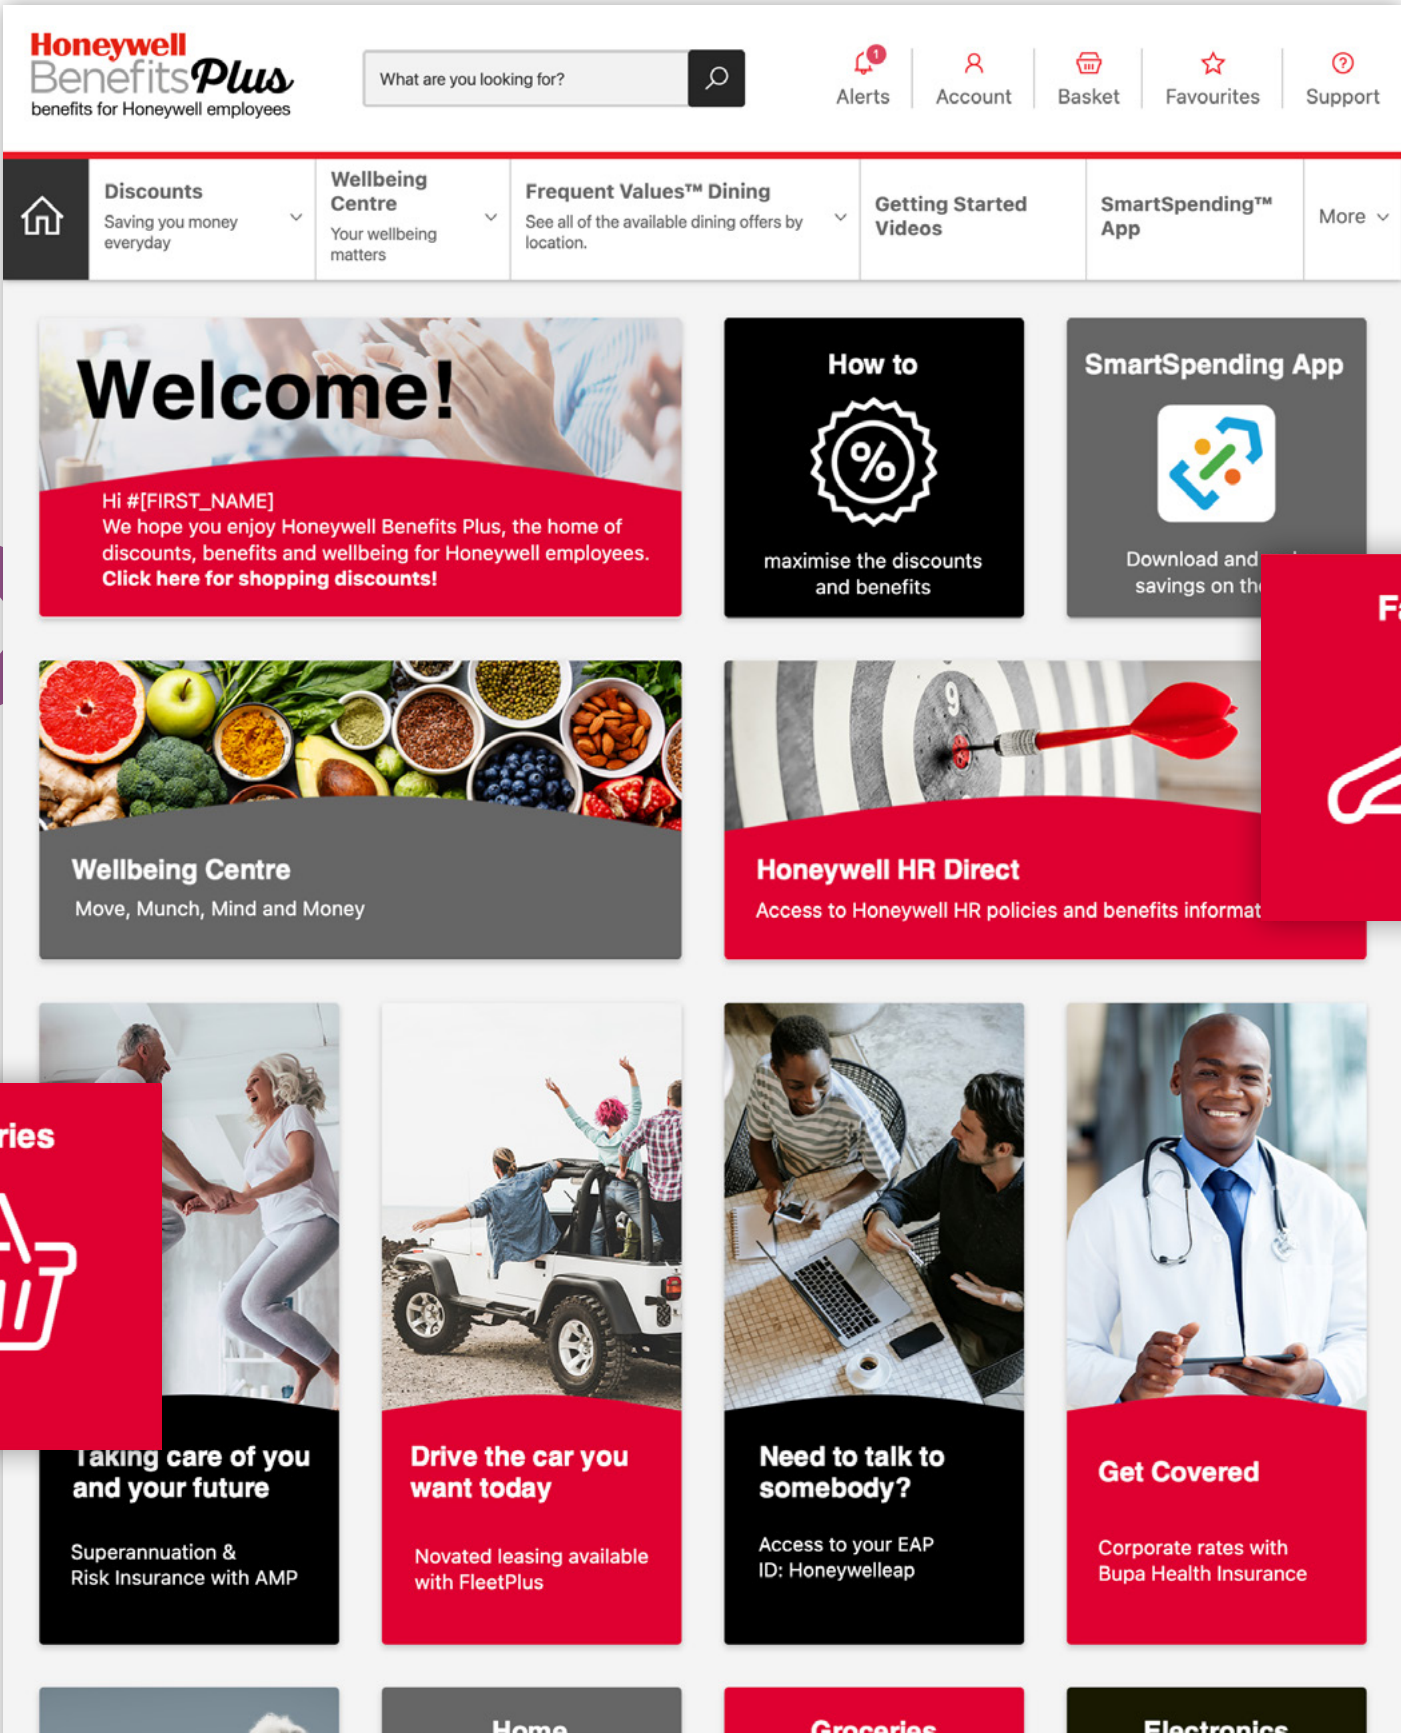 Honeywell
BenefitsPlus
benefits for Honeywell employees
What are you looking for?
1
Alerts
Account
Basket
Favourites
Support
Discounts
Saving you money
everyday
Wellbeing
Centre
Your wellbeing
matters
Frequent Values™ Dining
See all of the available dining offers by
location.
Getting Started
Videos
SmartSpending™
App
More
Welcome!
Hi #[FIRST_NAME]
We hope you enjoy Honeywell Benefits Plus, the home of
discounts, benefits and wellbeing for Honeywell employees.
Click here for shopping discounts!
How to
%
maximise the discounts
and benefits
SmartSpending App
Download and
savings on
9
Wellbeing Centre
Move, Munch, Mind and Money
Honeywell HR Direct
Access to Honeywell HR policies and benefits informat
Fa
ries
Taking care of you
and your future
Superannuation &
Risk Insurance with AMP
Drive the car you
want today
Novated leasing available
with FleetPlus
Need to talk to
somebody?
Access to your EAP
ID: Honeywelleap
Get Covered
Corporate rates with
Bupa Health Insurance
Home
Groceries
Electronics